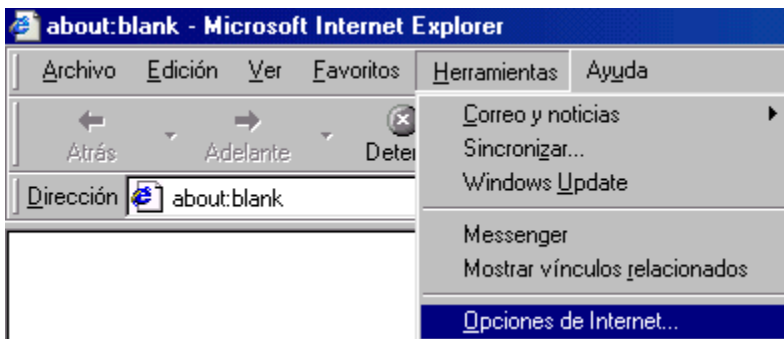 about:blank - Microsoft Internet Explorer
Archivo Edición Ver Favoritos Herramientas Ayuda
Atrás Adelante Deten
Dirección about:blank
Correo y noticias
Sincronizar...
Windows Update
Messenger
Mostrar vínculos relacionados
Opciones de Internet...